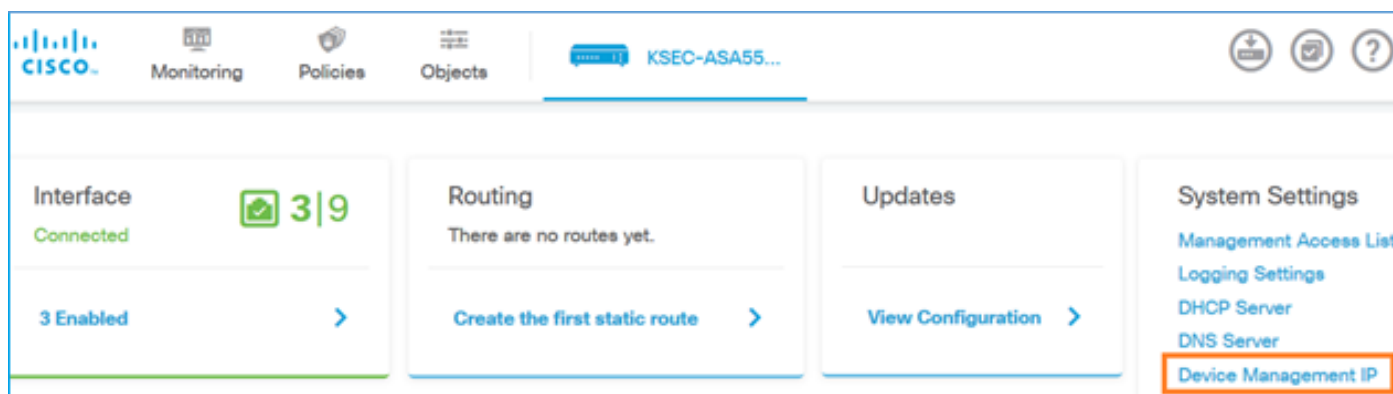 CISCO
Monitoring
Policies
Objects
KSEC-ASA55...
?
Interface
3|9
Connected
3 Enabled
Routing
There are no routes yet.
Create the first static route
Updates
View Configuration
System Settings
Management Access List
Logging Settings
DHCP Server
DNS Server
Device Management IP